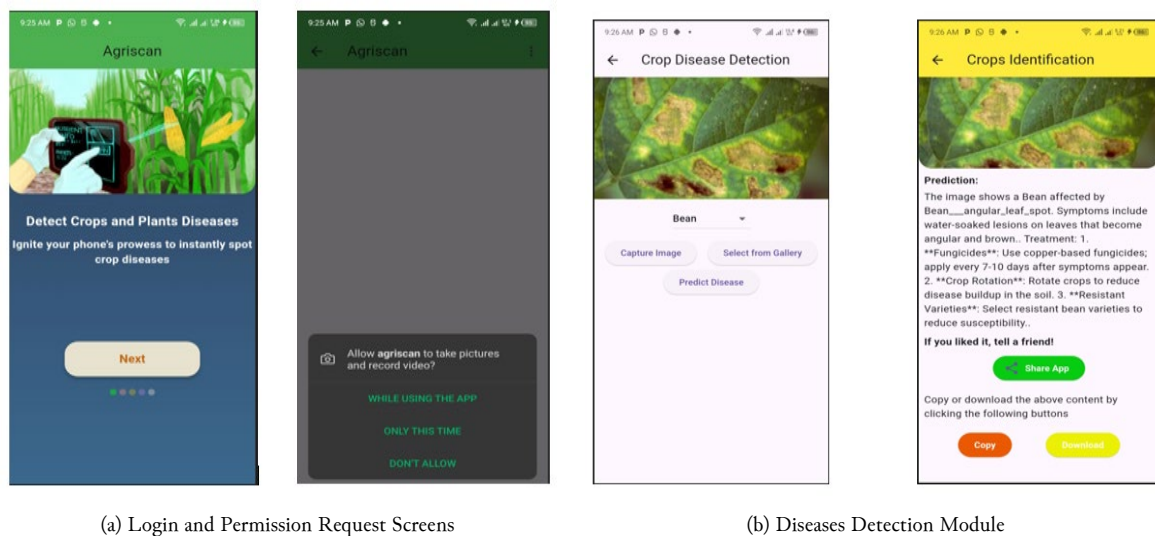 9:25 AM
Agriscan
Detect Crops and Plants Diseases
Ignite your phone's prowess to instantly spot
crop diseases
Next
9:25 AM
Agriscan
Allow agriscan to take pictures
and record video?
WHILE USING THE APP
ONLY THIS TIME
DON'T ALLOW
(a) Login and Permission Request Screens
9:26 AM
Crop Disease Detection
Bean
Capture Image
Select from Gallery
Predict Disease
9:26 AM
Crops Identification
Prediction:
The image shows a Bean affected by
Bean___angular_leaf_spot. Symptoms include
water-soaked lesions on leaves that become
angular and brown.. Treatment: 1.
**Fungicides**: Use copper-based fungicides;
apply every 7-10 days after symptoms appear.
2. **Crop Rotation**: Rotate crops to reduce
disease buildup in the soil. 3. **Resistant
Varieties**: Select resistant bean varieties to
reduce susceptibility..
If you liked it, tell a friend!
Share App
Copy or download the above content by
clicking the following buttons
Copy
Download
(b) Diseases Detection Module